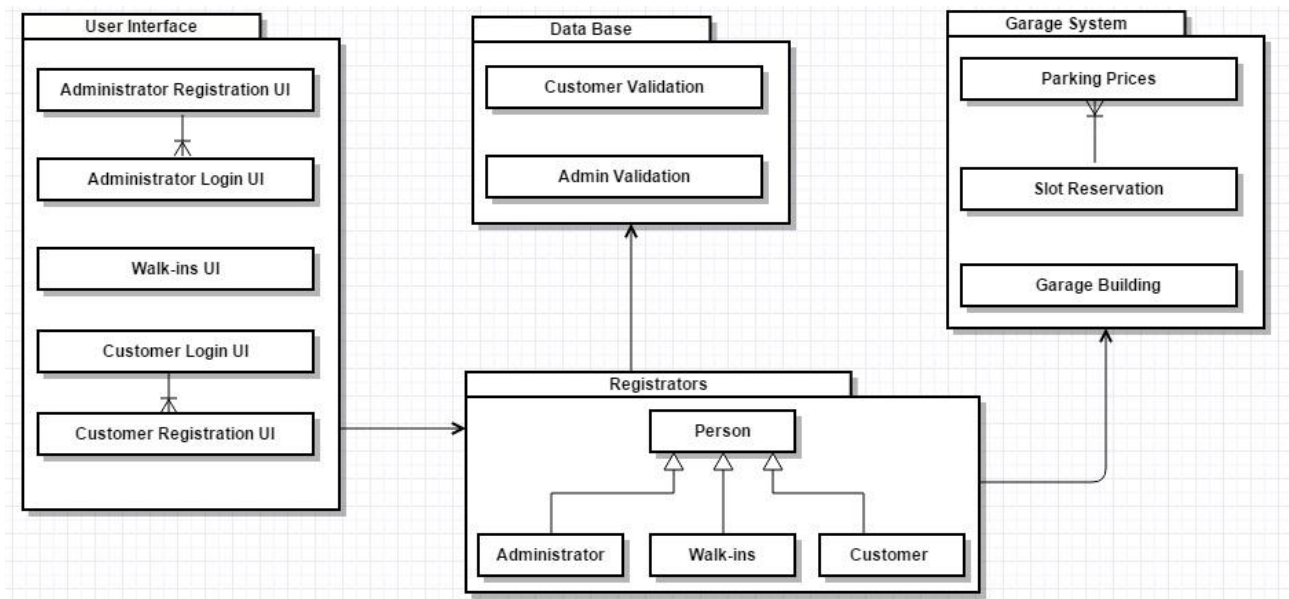 User Interface
Administrator Registration UI
Administrator Login UI
Walk-ins UI
Customer Login UI
Customer Registration UI
Data Base
Customer Validation
Admin Validation
Garage System
Parking Prices
Slot Reservation
Garage Building
Registrators
Person
Administrator
Walk-ins
Customer